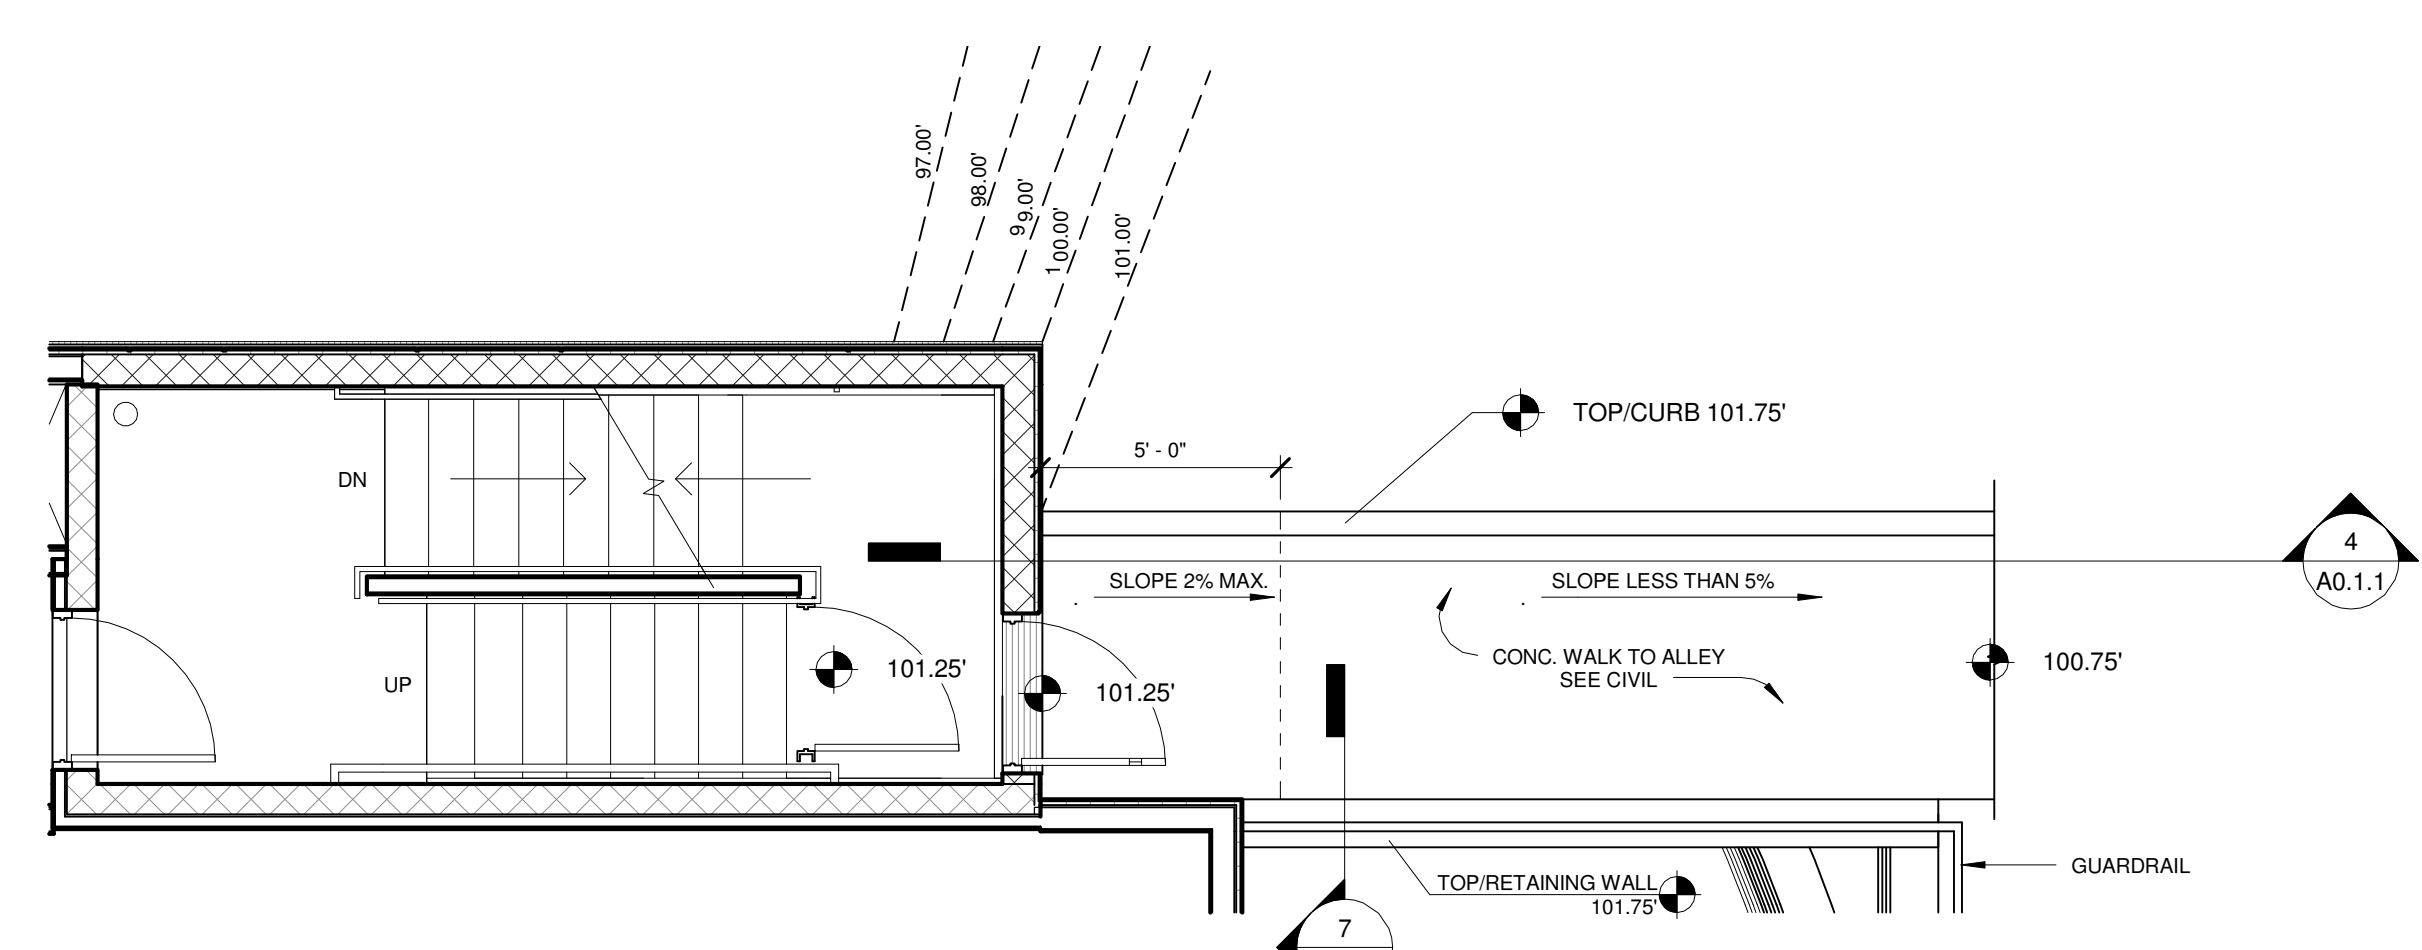 97.00'
98.00'
99.00'
100.00'
101.00'
TOP/CURB 101.75'
5' - 0"
DN
4
A0.1.1
SLOPE 2% MAX.
SLOPE LESS THAN 5%
CONC. WALK TO ALLEY
SEE CIVIL
101.25'
101.25'
100.75'
UP
GUARDRAIL
TOP/RETAINING WALL
101.75'
7